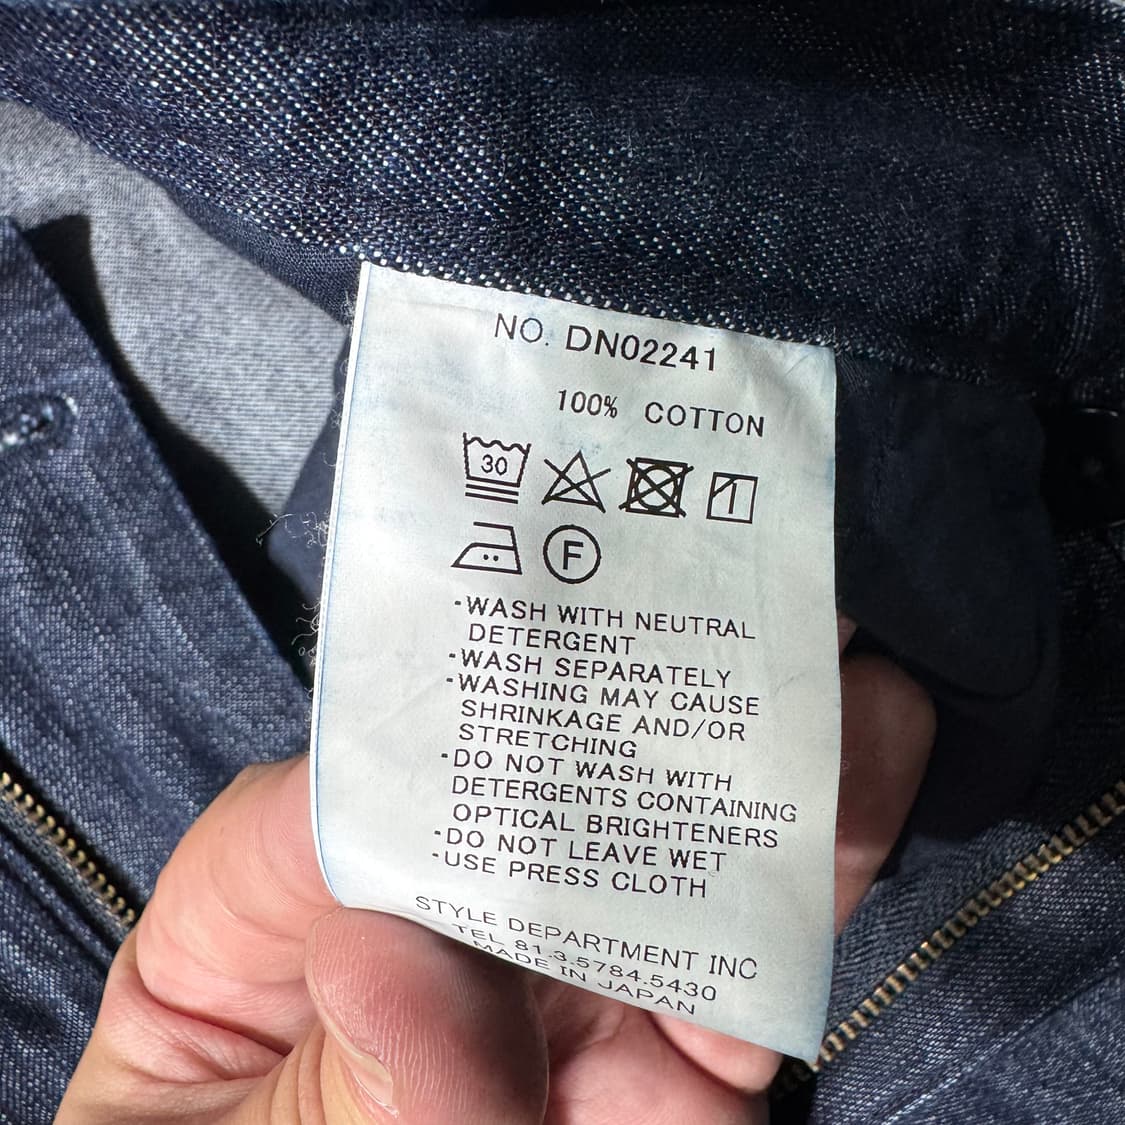 NO. DN02241
100% COTTON
30
F
-WASH WITH NEUTRAL
DETERGENT
-WASH SEPARATELY
-WASHING MAY CAUSE
SHRINKAGE AND/OR
STRETCHING
-DO NOT WASH WITH
DETERGENTS CONTAINING
OPTICAL BRIGHTENERS
-DO NOT LEAVE WET
-USE PRESS CLOTH
STYLE DEPARTMENT INC
TEL 81.3.5784.5430
MADE IN JAPAN